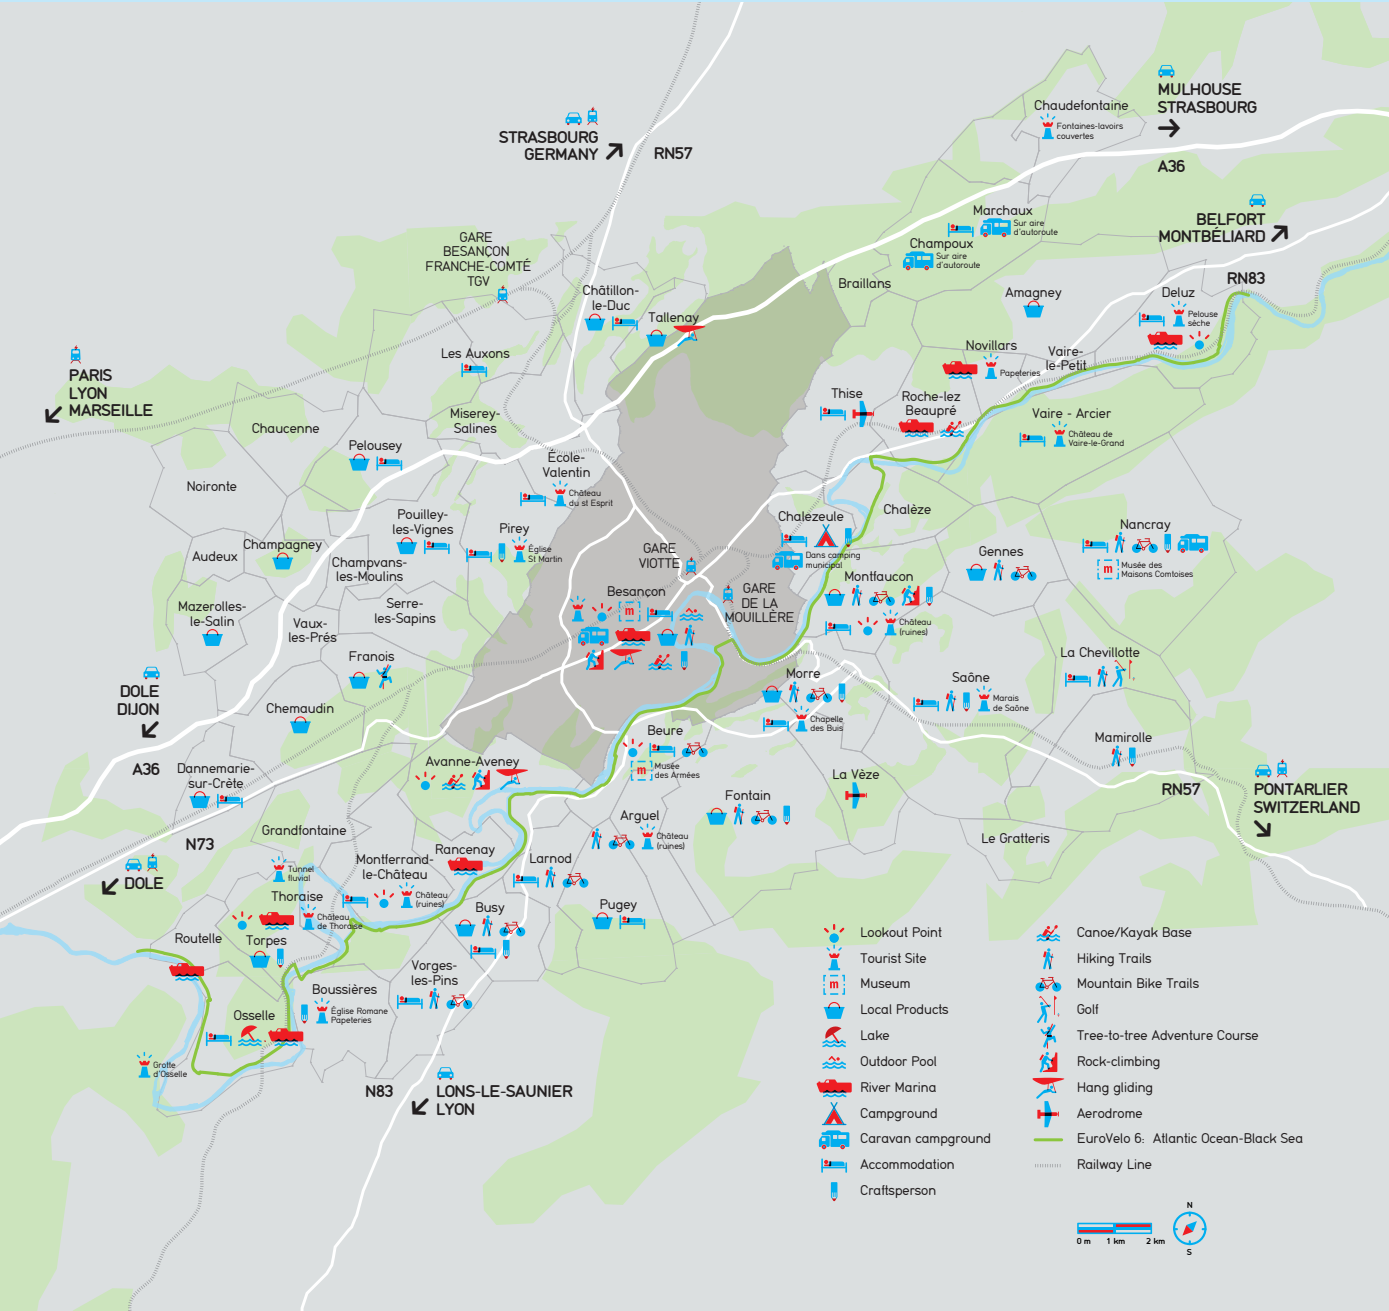 Chaudefontaine
Fontaines-lavoirs
couvertes
MULHOUSE
STRASBOURG
A36
STRASBOURG
GERMANY
RN57
BELFORT
MONTBÉLIARD
RN83
Marchaux
Sur aire
d'autoroute
Champoux
Sur aire
d'autoroute
Braillans
Amagney
Deluz
Pelouse
sèche
GARE
BESANÇON
FRANCHE-COMTÉ
TGV
Châtillon-
le-Duc
Tallenay
Les Auxons
PARIS
LYON
MARSEILLE
Novillars
Papeteries
Vaire-
le-Petit
Thise
Roche-lez
Beaupré
Vaire - Arcier
Château de
Vaire-le-Grand
Chaucenne
Miserey-
Salines
Pelousey
École-
Valentin
Château
du st Esprit
Noironte
Pouilley-
les-Vignes
Pirey
Église
St Martin
Chalezeule
Dans camping
municipal
Chalèze
Nancray
Musée des
Maisons Comtoises
Gennes
Audeux
Champagney
Champvans-
les-Moulins
GARE
VIOTTE
Montfaucon
Château
(ruines)
Besançon
GARE
DE LA
MOUILLÈRE
Mazerolles-
le-Salin
Serre-
les-Sapins
Vaux-
les-Prés
Franois
La Chevillotte
Morre
Chapelle
des Buis
Saône
Marais
de Saône
DOLE
DIJON
A36
Chemaudin
Mamirolle
Beure
Musée
des Armées
Avanne-Aveney
La Vèze
RN57
PONTARLIER
SWITZERLAND
Dannemarie-
sur-Crète
Fontain
Arguel
Château
(ruines)
Grandfontaine
N73
Le Gratteris
Rancenay
Larnod
Montferrand-
le-Château
Château
(ruines)
DOLE
Tunnel
fluvial
Thoraise
Château
de Thoraise
Busy
Pugey
Routelle
Torpes
Vorges-
les-Pins
Boussières
Église Romane
Papeteries
Osselle
Grotte
d'Osselle
N83
LONS-LE-SAUNIER
LYON
Lookout Point
Tourist Site
m
Museum
Local Products
Lake
Outdoor Pool
River Marina
Campground
Caravan campground
Accommodation
Craftsperson
Canoe/Kayak Base
Hiking Trails
Mountain Bike Trails
Golf
Tree-to-tree Adventure Course
Rock-climbing
Hang gliding
Aerodrome
EuroVelo 6: Atlantic Ocean-Black Sea
Railway Line
N
S
0 m 1 km 2 km